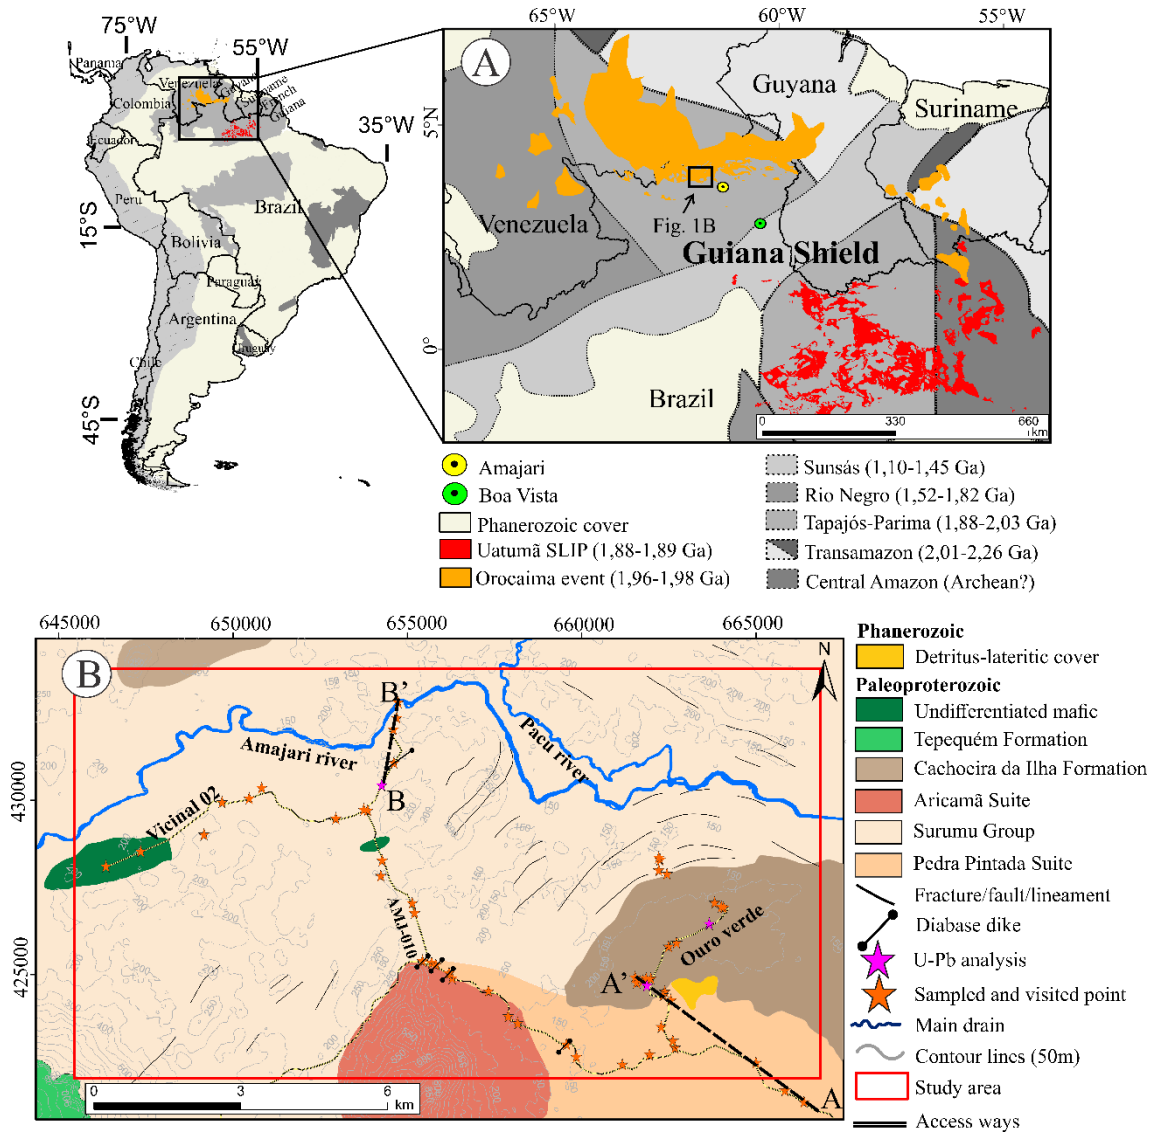 75°W
55°W
35°W
15°S
45°S
Panama
Venezuela
Guyana
Suriname
French
Guiana
Colombia
Ecuador
Peru
Brazil
Bolivia
Paraguay
Argentina
Uruguay
Chile
65°W
60°W
55°W
A
5°N
0°
Guyana
Suriname
Venezuela
Fig. 1B
Guiana Shield
Brazil
0
330
660
km
Amajari
Boa Vista
Phanerozoic cover
Uatumã SLIP (1,88-1,89 Ga)
Orocaima event (1,96-1,98 Ga)
Sunsás (1,10-1,45 Ga)
Rio Negro (1,52-1,82 Ga)
Tapajós-Parima (1,88-2,03 Ga)
Transamazon (2,01-2,26 Ga)
Central Amazon (Archean?)
645000
650000
655000
660000
665000
430000
425000
B
N
B'
B
Amajari river
Pacu river
Vicinal 02
AMJ-010
Ouro verde
A'
A
0
3
6
km
Phanerozoic
Detritus-lateritic cover
Paleoproterozoic
Undifferentiated mafic
Tepequém Formation
Cachoeira da Ilha Formation
Aricamã Suite
Surumu Group
Pedra Pintada Suite
Fracture/fault/lineament
Diabase dike
U-Pb analysis
Sampled and visited point
Main drain
Contour lines (50m)
Study area
Access ways